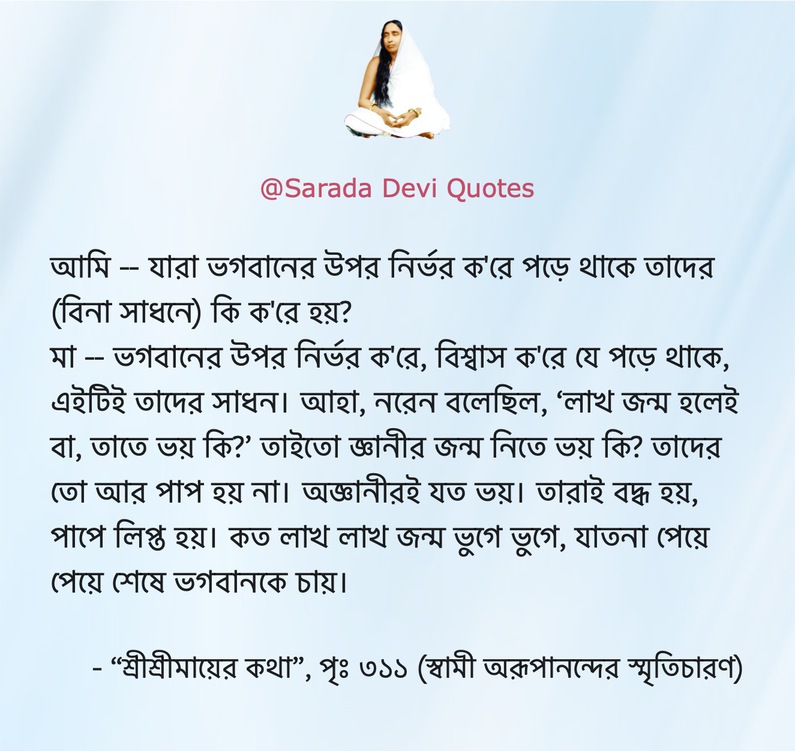 @Sarada Devi Quotes
আমি -- যারা ভগবানের উপর নির্ভর ক'রে পড়ে থাকে তাদের
(বিনা সাধনে) কি ক'রে হয়?
মা -- ভগবানের উপর নির্ভর ক'রে, বিশ্বাস ক'রে যে পড়ে থাকে,
এইটিই তাদের সাধন। আহা, নরেন বলেছিল, ‘লাখ জন্ম হলেই
বা, তাতে ভয় কি?’ তাইতো জ্ঞানীর জন্ম নিতে ভয় কি? তাদের
তো আর পাপ হয় না। অজ্ঞানীরই যত ভয়। তারাই বদ্ধ হয়,
পাপে লিপ্ত হয়। কত লাখ লাখ জন্ম ভুগে ভুগে, যাতনা পেয়ে
পেয়ে শেষে ভগবানকে চায়।
- “শ্রীশ্রীমায়ের কথা”, পৃঃ ৩১১ (স্বামী অরূপানন্দের স্মৃতিচারণ)